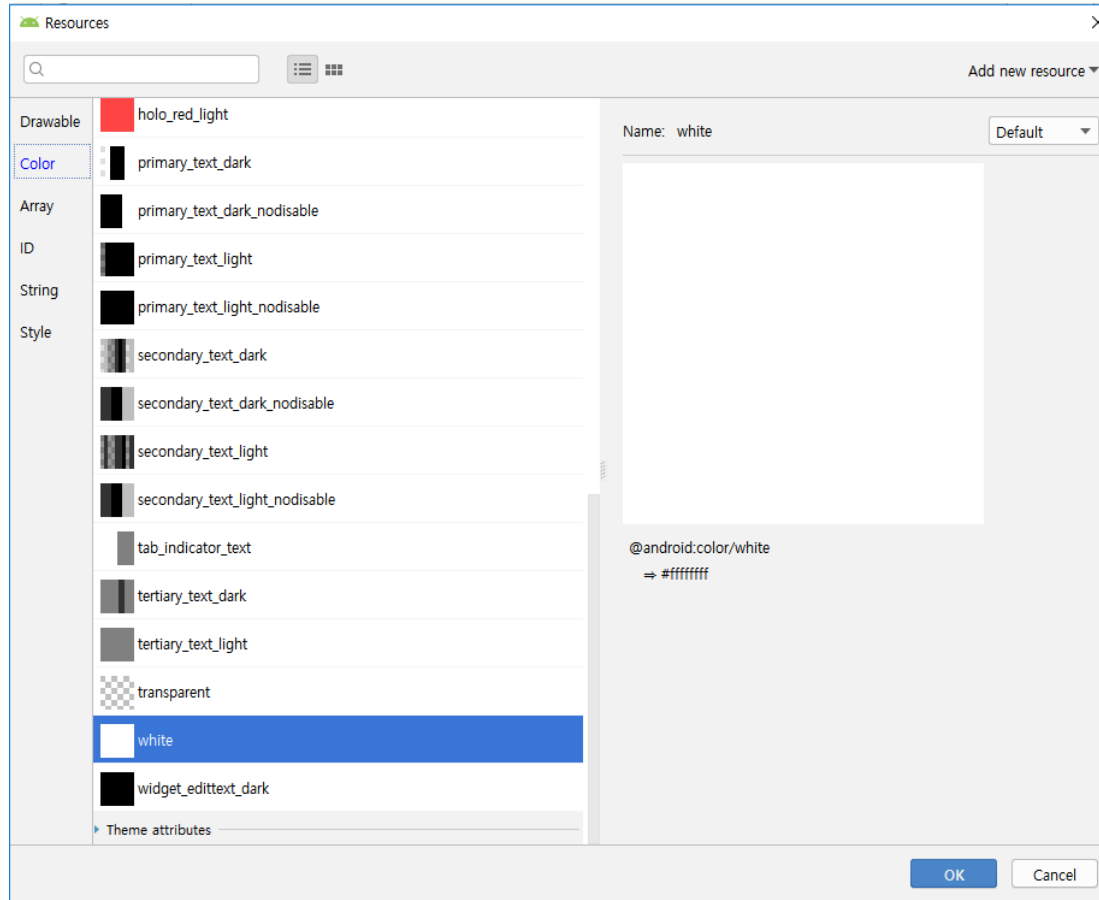 Resources
Add new resource
Drawable
Color
Array
ID
String
Style
holo_red_light
primary_text_dark
primary_text_dark_nodisable
primary_text_light
primary_text_light_nodisable
secondary_text_dark
secondary_text_dark_nodisable
secondary_text_light
secondary_text_light_nodisable
tab_indicator_text
tertiary_text_dark
tertiary_text_light
transparent
white
widget_edittext_dark
Theme attributes
Name: white
Default
@android:color/white
⇒ #ffffffff
OK
Cancel